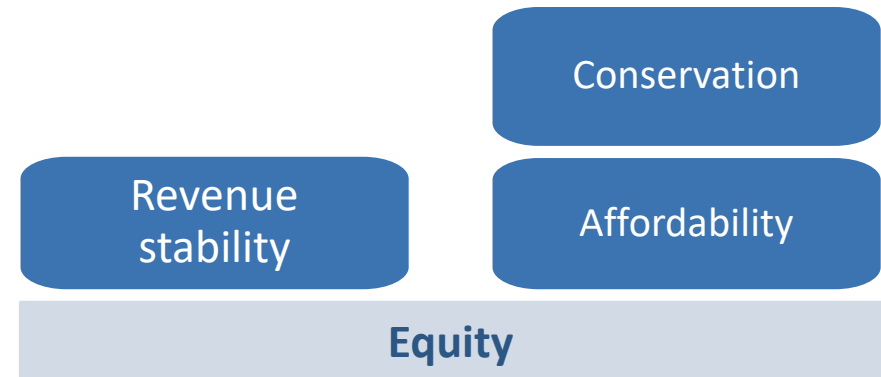 Conservation
Revenue
stability
Affordability
Equity